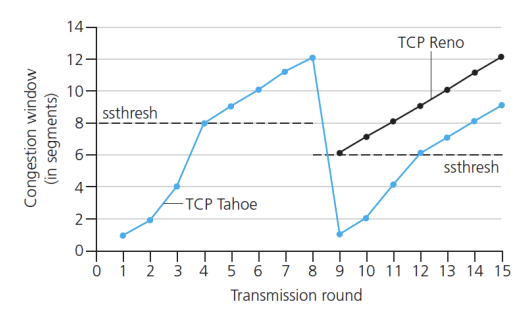 14
12
10
8
6
4
2
0
Congestion window
(in segments)
ssthresh
TCP Reno
ssthresh
TCP Tahoe
0 1 2 3 4 5 6 7 8 9 10 11 12 13 14 15
Transmission round